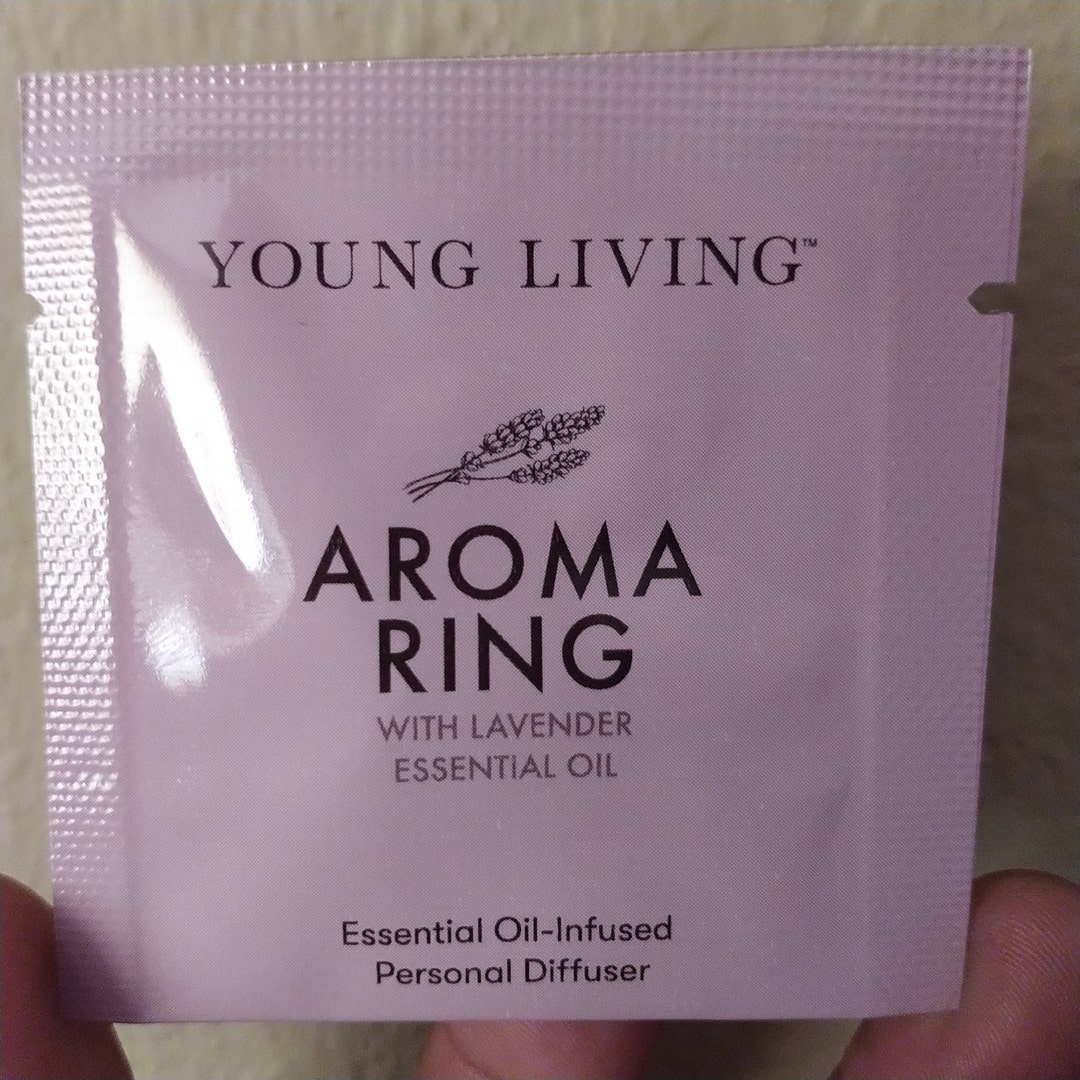 YOUNG LIVING™
AROMA
RING
WITH LAVENDER
ESSENTIAL OIL
Essential Oil-Infused
Personal Diffuser